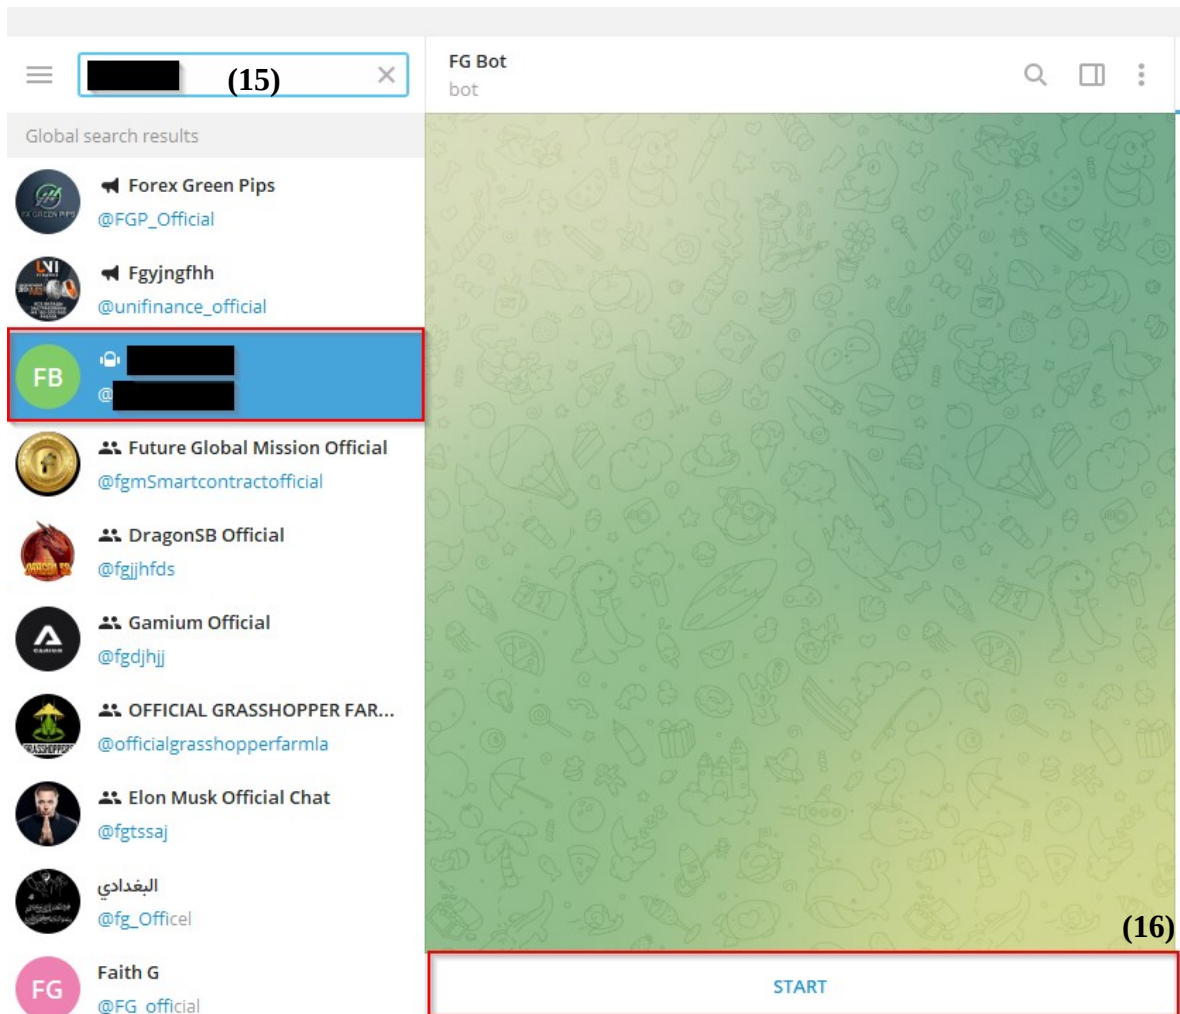 (15)
FG Bot
bot
Global search results
Forex Green Pips
@FGP_Official
Fgyjngfhh
@unifinance_official
FB
@
Future Global Mission Official
@fgmSmartcontractofficial
DragonSB Official
@fgjjhfds
Gamium Official
@fgdjhjj
OFFICIAL GRASSHOPPER FAR...
@officialgrasshopperfarmla
Elon Musk Official Chat
@fgtssaj
البغدادي
@fg_Officel
FG
Faith G
@FG_official
(16)
START